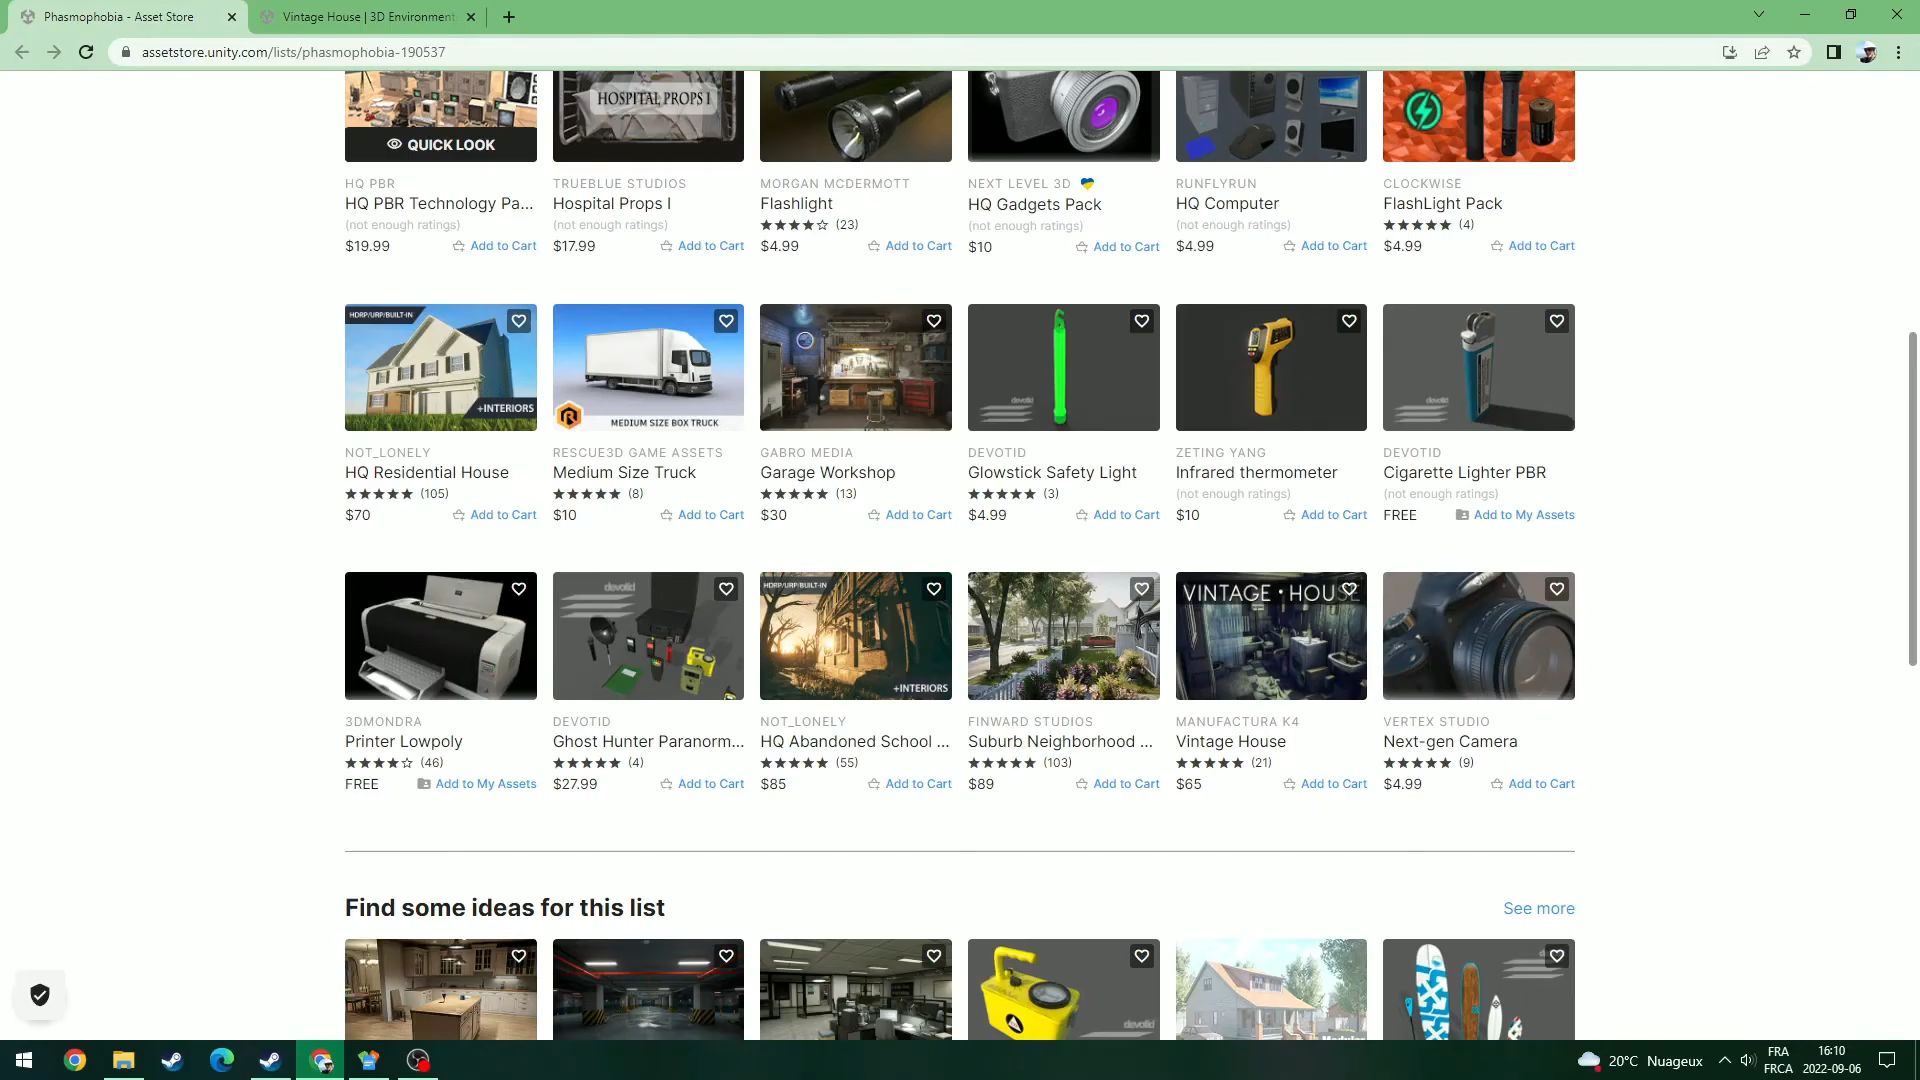 Phasmophobia - Asset Store
Vintage House | 3D Environment
assetstore.unity.com/lists/phasmophobia-190537
QUICK LOOK
HOSPITAL PROPS I
HQ PBR
HQ PBR Technology Pa...
(not enough ratings)
$19.99
Add to Cart
TRUEBLUE STUDIOS
Hospital Props I
(not enough ratings)
$17.99
Add to Cart
MORGAN MCDERMOTT
Flashlight
(23)
$4.99
Add to Cart
NEXT LEVEL 3D
HQ Gadgets Pack
(not enough ratings)
$10
Add to Cart
RUNFLYRUN
HQ Computer
(not enough ratings)
$4.99
Add to Cart
CLOCKWISE
FlashLight Pack
(4)
$4.99
Add to Cart
HDRP/URP/BUILT-IN
+INTERIORS
NOT_LONELY
HQ Residential House
(105)
$70
Add to Cart
MEDIUM SIZE BOX TRUCK
RESCUE3D GAME ASSETS
Medium Size Truck
(8)
$10
Add to Cart
GABRO MEDIA
Garage Workshop
(13)
$30
Add to Cart
devotid
DEVOTID
Glowstick Safety Light
(3)
$4.99
Add to Cart
ZETING YANG
Infrared thermometer
(not enough ratings)
$10
Add to Cart
devotid
DEVOTID
Cigarette Lighter PBR
(not enough ratings)
FREE
Add to My Assets
3DMONDRA
Printer Lowpoly
(46)
FREE
Add to My Assets
devotid
DEVOTID
Ghost Hunter Paranorm...
(4)
$27.99
Add to Cart
HDRP/URP/BUILT-IN
+INTERIORS
NOT_LONELY
HQ Abandoned School ...
(55)
$85
Add to Cart
FINWARD STUDIOS
Suburb Neighborhood ...
(103)
$89
Add to Cart
VINTAGE • HOUSE
MANUFACTURA K4
Vintage House
(21)
$65
Add to Cart
VERTEX STUDIO
Next-gen Camera
(9)
$4.99
Add to Cart
Find some ideas for this list
See more
devotid
20°C Nuageux
FRA
FRCA
16:10
2022-09-06